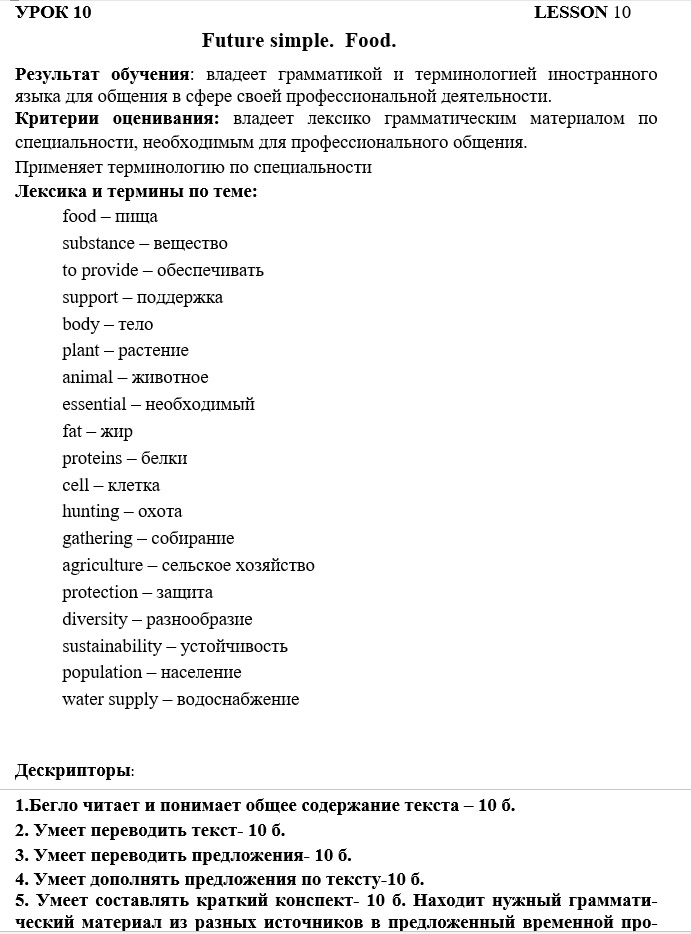 УРОК 10 LESSON 10
Future simple. Food.
Результат обучения: владеет грамматикой и терминологией иностранного
языка для общения в сфере своей профессиональной деятельности.
Критерии оценивания: владеет лексико грамматическим материалом по
специальности, необходимым для профессионального общения.
Применяет терминологию по специальности
Лексика и термины по теме:
food – пища
substance – вещество
to provide – обеспечивать
support – поддержка
body – тело
plant – растение
animal – животное
essential – необходимый
fat – жир
proteins – белки
cell – клетка
hunting – охота
gathering – собирание
agriculture – сельское хозяйство
protection – защита
diversity – разнообразие
sustainability – устойчивость
population – население
water supply – водоснабжение
Дескрипторы:
1.Бегло читает и понимает общее содержание текста – 10 б.
2. Умеет переводить текст- 10 б.
3. Умеет переводить предложения- 10 б.
4. Умеет дополнять предложения по тексту-10 б.
5. Умеет составлять краткий конспект- 10 б. Находит нужный граммати-
ческий материал из разных источников в предложенный временной про-